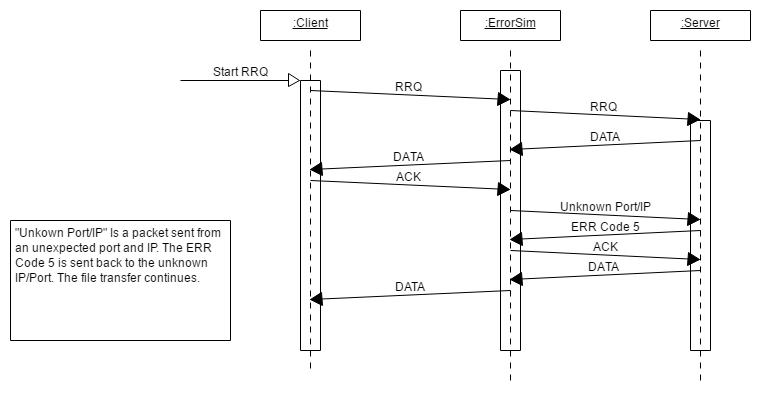 :Client
:ErrorSim
:Server
Start RRQ
RRQ
RRQ
DATA
DATA
ACK
Unknown Port/IP
ERR Code 5
ACK
DATA
DATA
"Unkown Port/IP" Is a packet sent from
an unexpected port and IP. The ERR
Code 5 is sent back to the unknown
IP/Port. The file transfer continues.